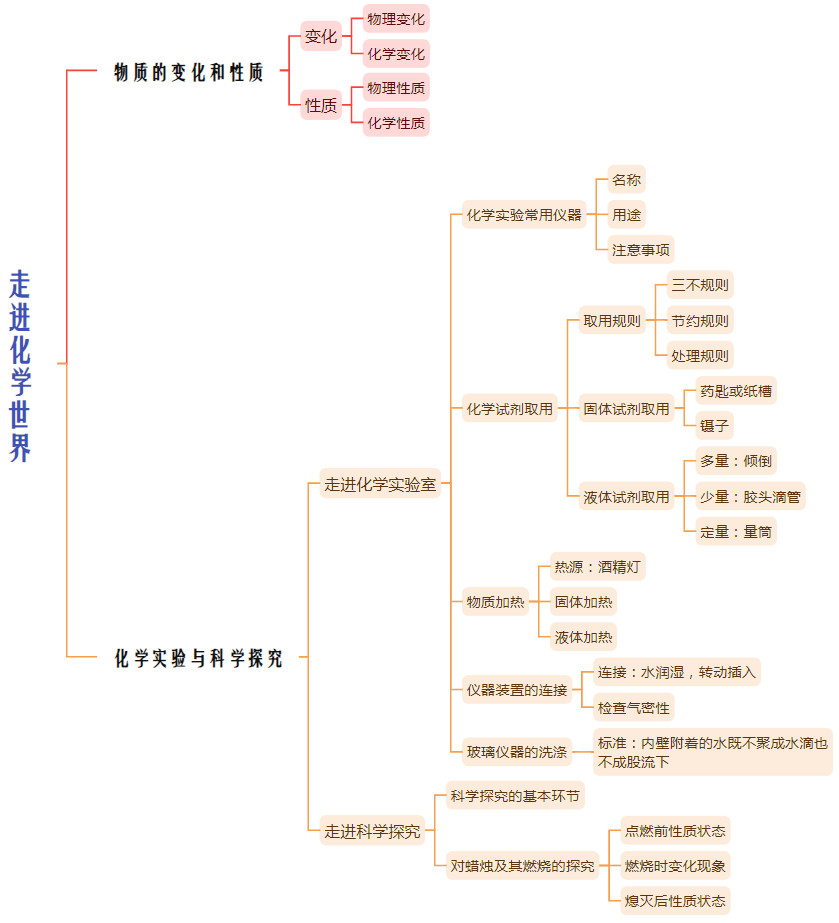 走进化学世界
物质的变化和性质
变化
物理变化
化学变化
性质
物理性质
化学性质
化学实验与科学探究
走进化学实验室
化学实验常用仪器
名称
用途
注意事项
化学试剂取用
取用规则
三不规则
节约规则
处理规则
固体试剂取用
药匙或纸槽
镊子
液体试剂取用
多量：倾倒
少量：胶头滴管
定量：量筒
物质加热
热源：酒精灯
固体加热
液体加热
仪器装置的连接
连接：水润湿，转动插入
检查气密性
玻璃仪器的洗涤
标准：内壁附着的水既不聚成水滴也
不成股流下
走进科学探究
科学探究的基本环节
对蜡烛及其燃烧的探究
点燃前性质状态
燃烧时变化现象
熄灭后性质状态